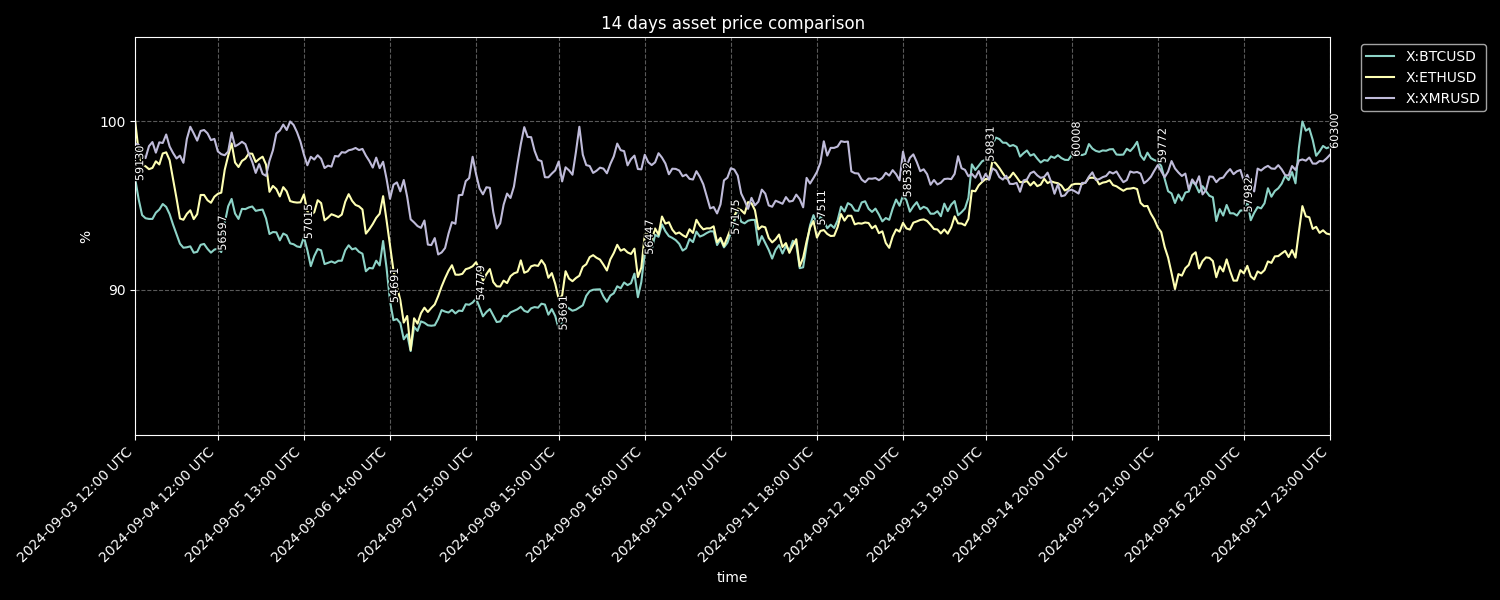 14 days asset price comparison
X:BTCUSD
X:ETHUSD
X:XMRUSD
100
90
%
59130
56597
57015
54691
54779
53691
56447
57175
57511
58532
59831
60008
59772
57982
60300
2024-09-03 12:00 UTC
2024-09-04 12:00 UTC
2024-09-05 13:00 UTC
2024-09-06 14:00 UTC
2024-09-07 15:00 UTC
2024-09-08 15:00 UTC
2024-09-09 16:00 UTC
2024-09-10 17:00 UTC
2024-09-11 18:00 UTC
2024-09-12 19:00 UTC
2024-09-13 19:00 UTC
2024-09-14 20:00 UTC
2024-09-15 21:00 UTC
2024-09-16 22:00 UTC
2024-09-17 23:00 UTC
time